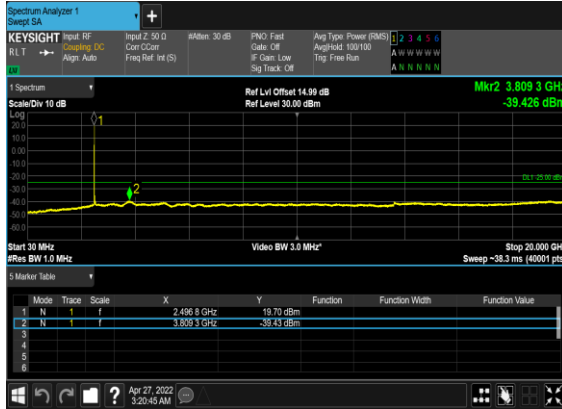 Spectrum Analyzer 1
Swept SA
+
KEYSIGHT Input: RF Input Z: 50 Ω #Atten: 30 dB PNO: Fast Avg Type: Power (RMS) 1 2 3 4 5 6
RLT Coupling: DC Corr CCorr Gate: Off Avg|Hold: 100/100 A W W W W W
Align: Auto Freq Ref: Int (S) IF Gain: Low Trig: Free Run
Sig Track: Off A N N N N N
1 Spectrum
Scale/Div 10 dB
Ref Lvl Offset 14.99 dB
Ref Level 30.00 dBm
Mkr2 3.809 3 GHz
-39.426 dBm
Log
20.0
10.0
0.00
-10.0
-20.0
-30.0
-40.0
-50.0
-60.0
1
2
DL1 -25.00 dBm
Start 30 MHz Video BW 3.0 MHz* Stop 20.000 GHz
#Res BW 1.0 MHz Sweep ~38.3 ms (40001 pts)
5 Marker Table
Mode Trace Scale X Y Function Function Width Function Value
1 N 1 f 2.496 8 GHz 19.70 dBm
2 N 1 f 3.809 3 GHz -39.43 dBm
3
4
5
6
? Apr 27, 2022
3:20:45 AM